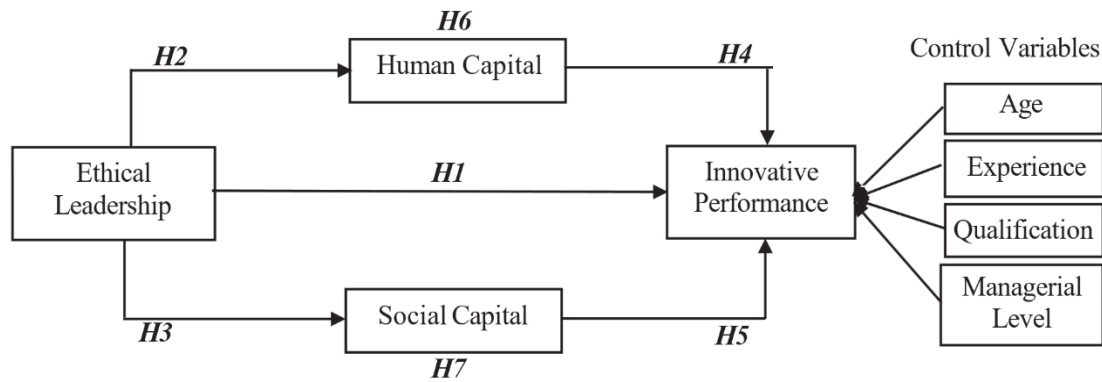 H6
H2
Human Capital
H4
Control Variables
Age
Ethical
Leadership
H1
Innovative
Performance
Experience
Qualification
H3
Social Capital
H5
H7
Managerial
Level